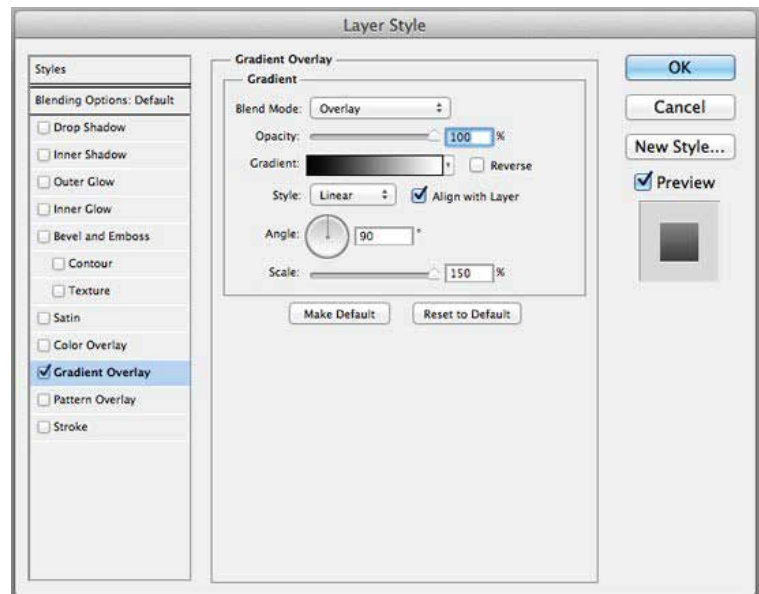 Layer Style
Styles
Blending Options: Default
Drop Shadow
Inner Shadow
Outer Glow
Inner Glow
Bevel and Emboss
Contour
Texture
Satin
Color Overlay
Gradient Overlay
Pattern Overlay
Stroke
Gradient Overlay
Gradient
Blend Mode: Overlay
Opacity: 100 %
Gradient: Reverse
Style: Linear Align with Layer
Angle: 90 °
Scale: 150 %
Make Default Reset to Default
OK
Cancel
New Style...
Preview